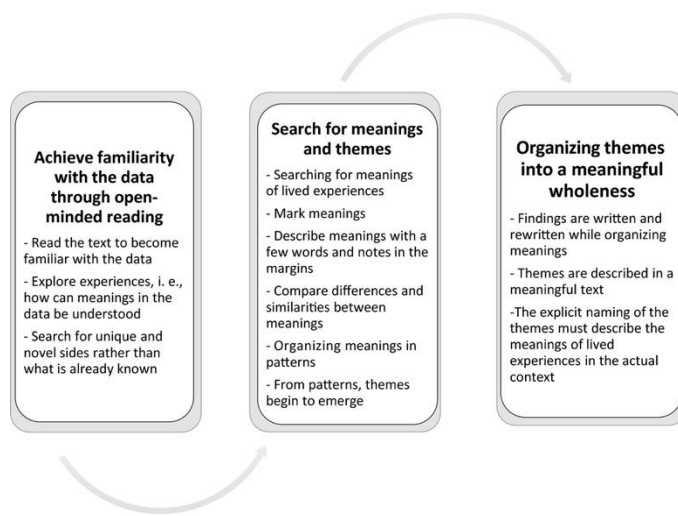 Achieve familiarity
with the data
through open-
minded reading
- Read the text to become
familiar with the data
- Explore experiences, i. e.,
how can meanings in the
data be understood
- Search for unique and
novel sides rather than
what is already known
Search for meanings
and themes
- Searching for meanings
of lived experiences
- Mark meanings
- Describe meanings with a
few words and notes in the
margins
- Compare differences and
similarities between
meanings
- Organizing meanings in
patterns
- From patterns, themes
begin to emerge
Organizing themes
into a meaningful
wholeness
- Findings are written and
rewritten while organizing
meanings
- Themes are described in a
meaningful text
-The explicit naming of the
themes must describe the
meanings of lived
experiences in the actual
context